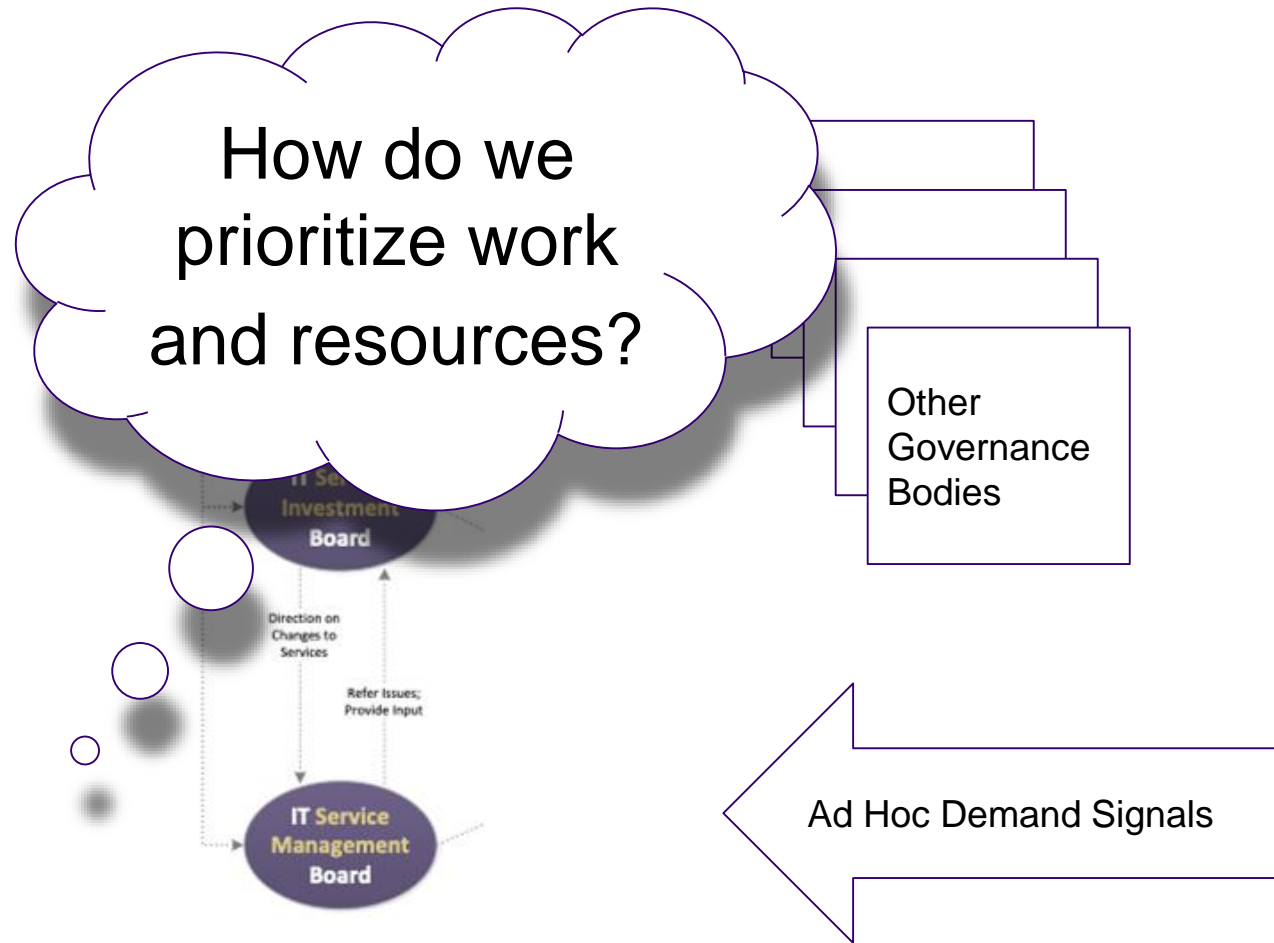 How do we
prioritize work
and resources?
Other
Governance
Bodies
IT
Investment
Board
Direction on
Changes to
Services
Refer Issues;
Provide Input
IT Service
Management
Board
Ad Hoc Demand Signals